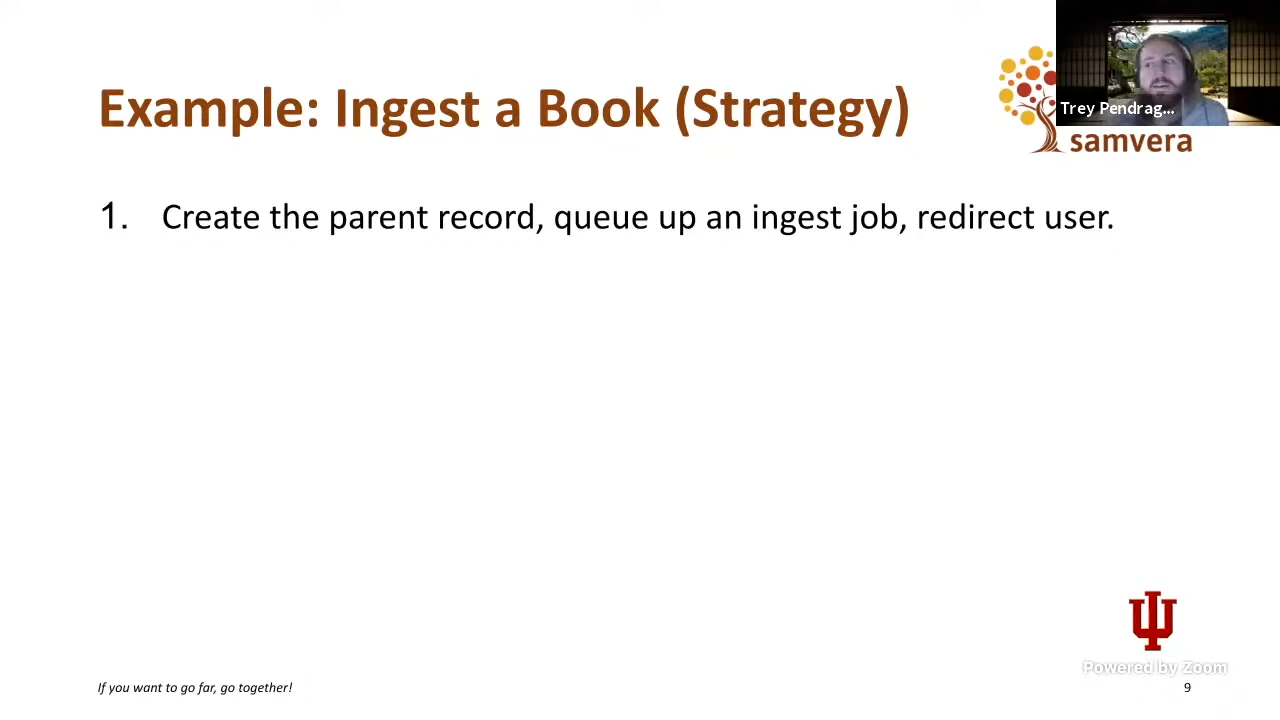 Example: Ingest a Book (Strategy)
Trey Pendrag...
samvera
1. Create the parent record, queue up an ingest job, redirect user.
Powered by Zoom
If you want to go far, go together!
9